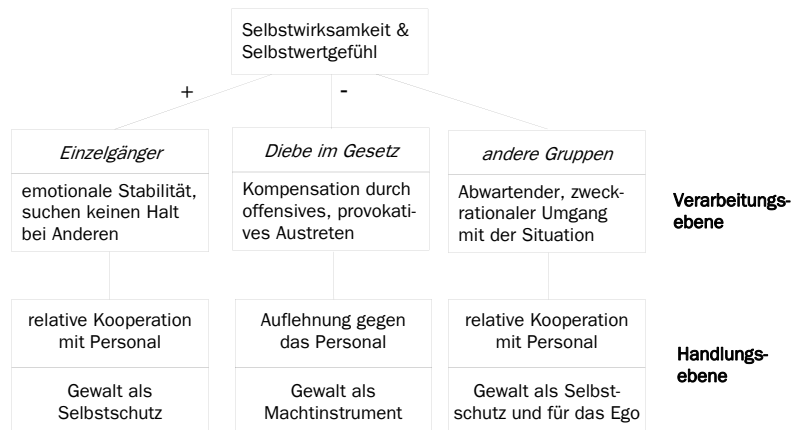 Selbstwirksamkeit &
Selbstwertgefühl
+
-
Einzelgänger
emotionale Stabilität,
suchen keinen Halt
bei Anderen
Diebe im Gesetz
Kompensation durch
offensives, provokati-
ves Austreten
andere Gruppen
Abwartender, zweck-
rationaler Umgang
mit der Situation
Verarbeitungs-
ebene
relative Kooperation
mit Personal
Gewalt als
Selbstschutz
Auflehnung gegen
das Personal
Gewalt als
Machtinstrument
relative Kooperation
mit Personal
Gewalt als Selbst-
schutz und für das Ego
Handlungs-
ebene